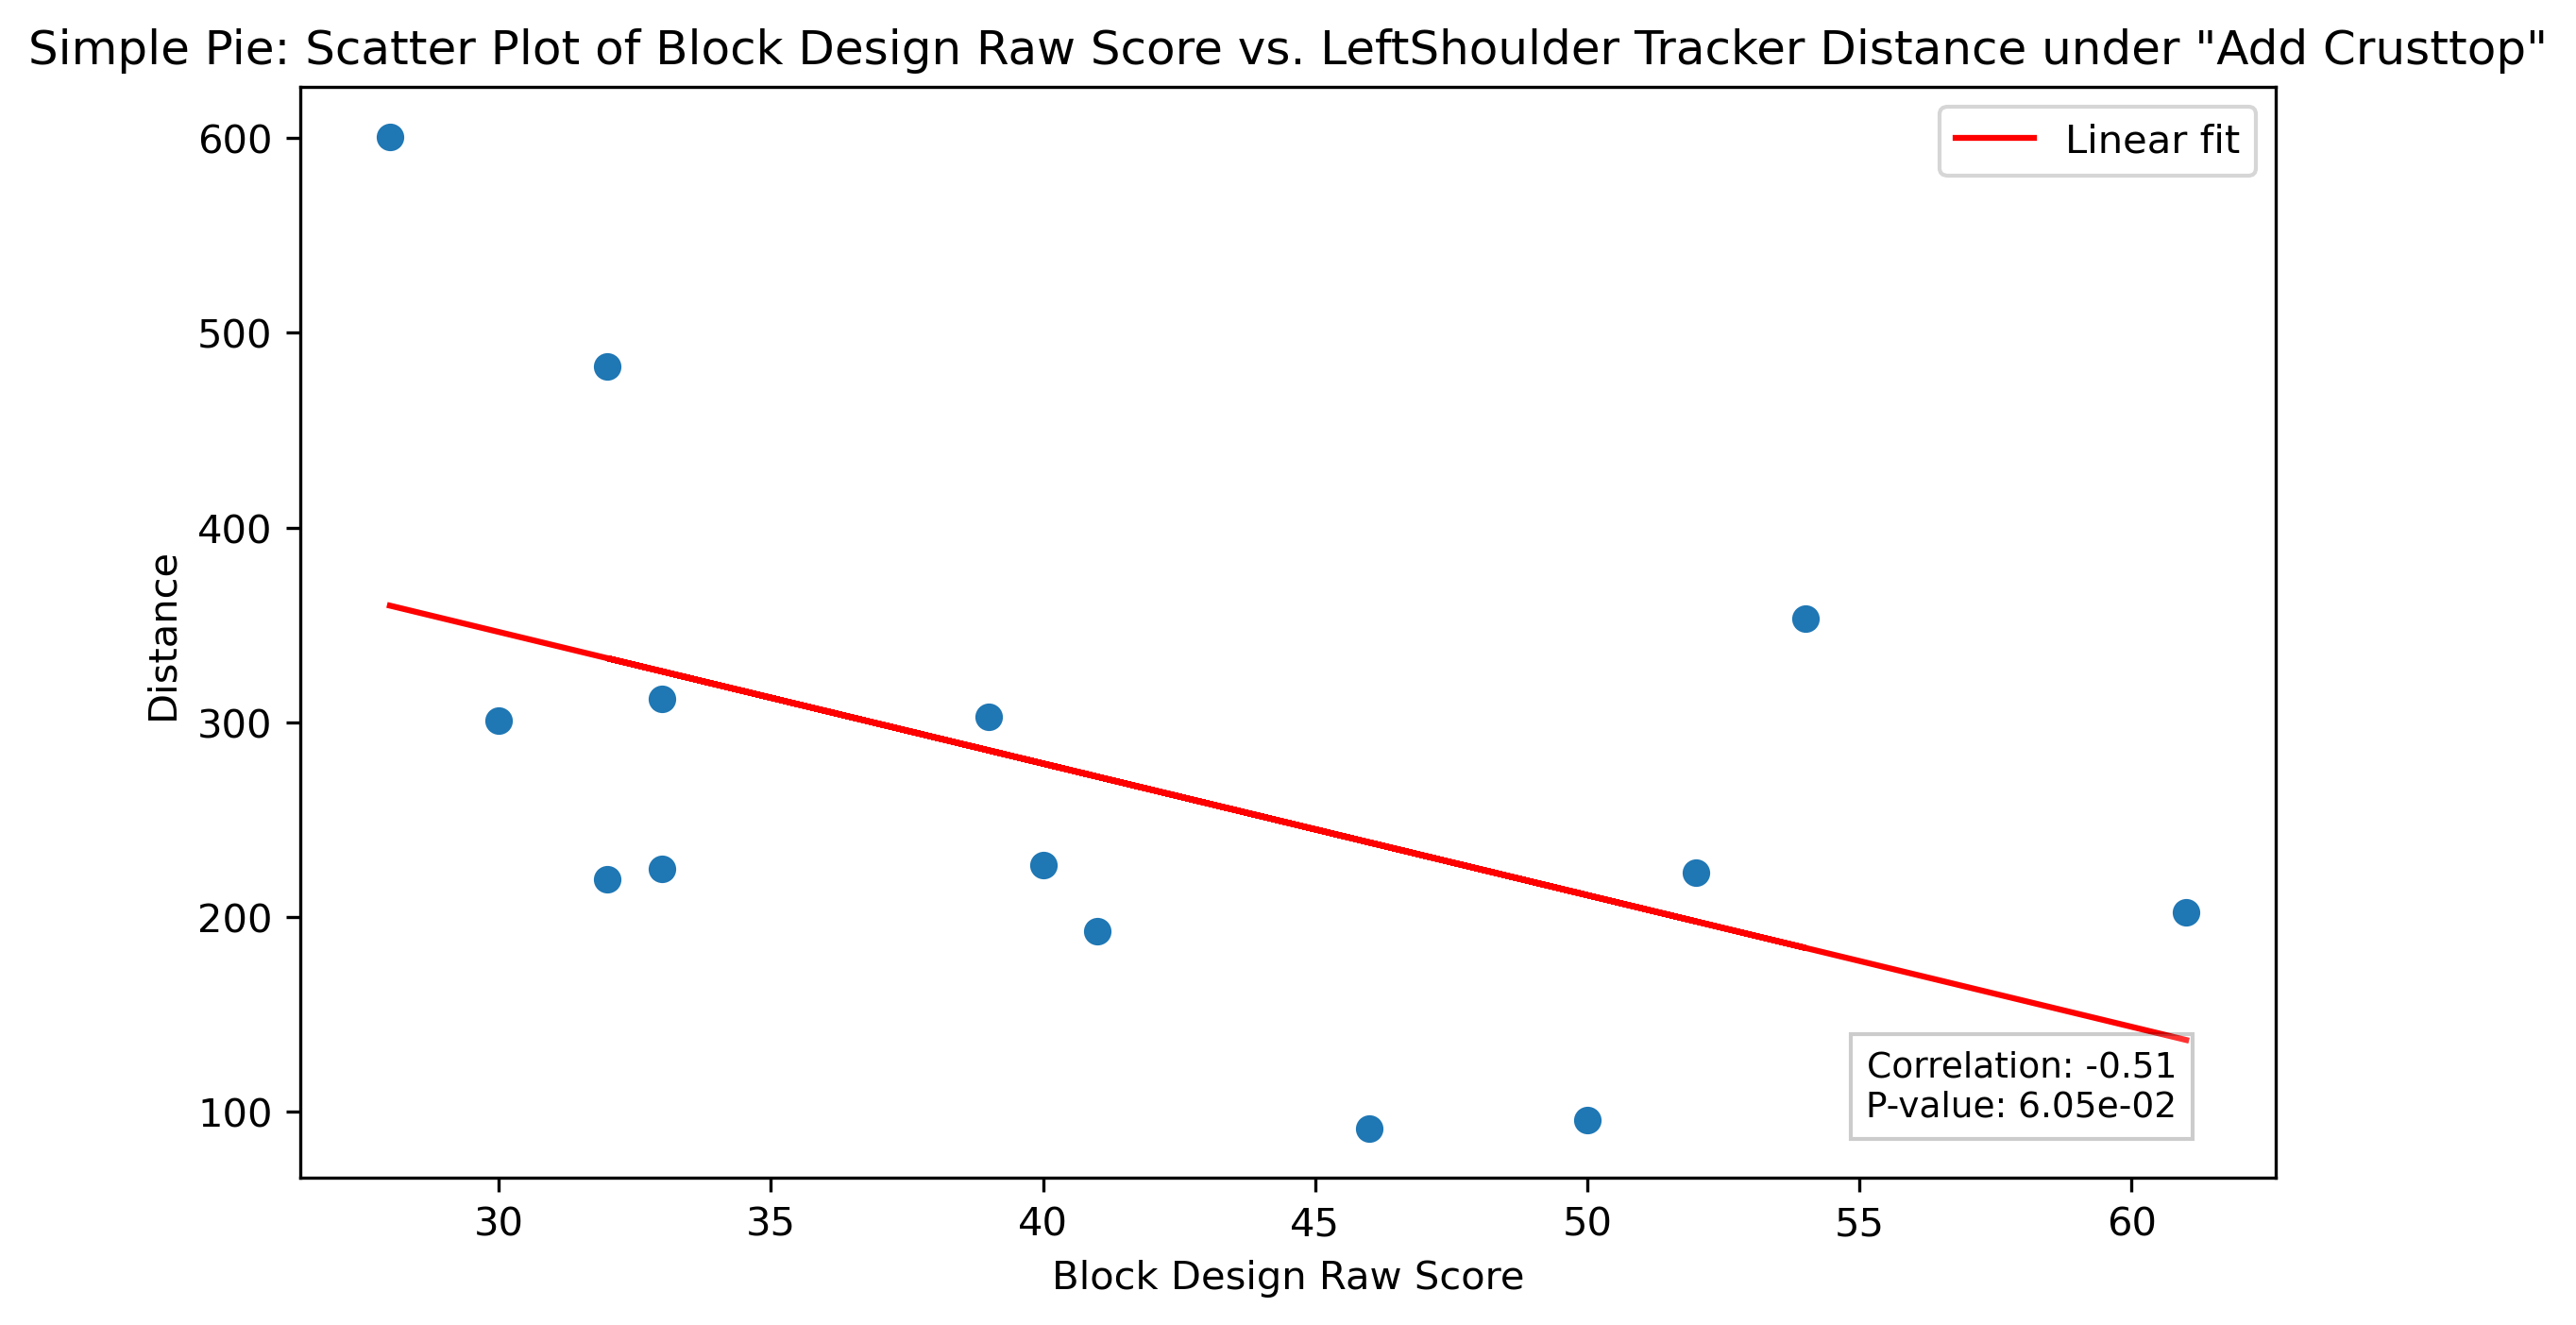 Simple Pie: Scatter Plot of Block Design Raw Score vs. LeftShoulder Tracker Distance under "Add Crusttop"
Linear fit
600
500
400
300
200
100
Distance
Correlation: -0.51
P-value: 6.05e-02
30 35 40 45 50 55 60
Block Design Raw Score